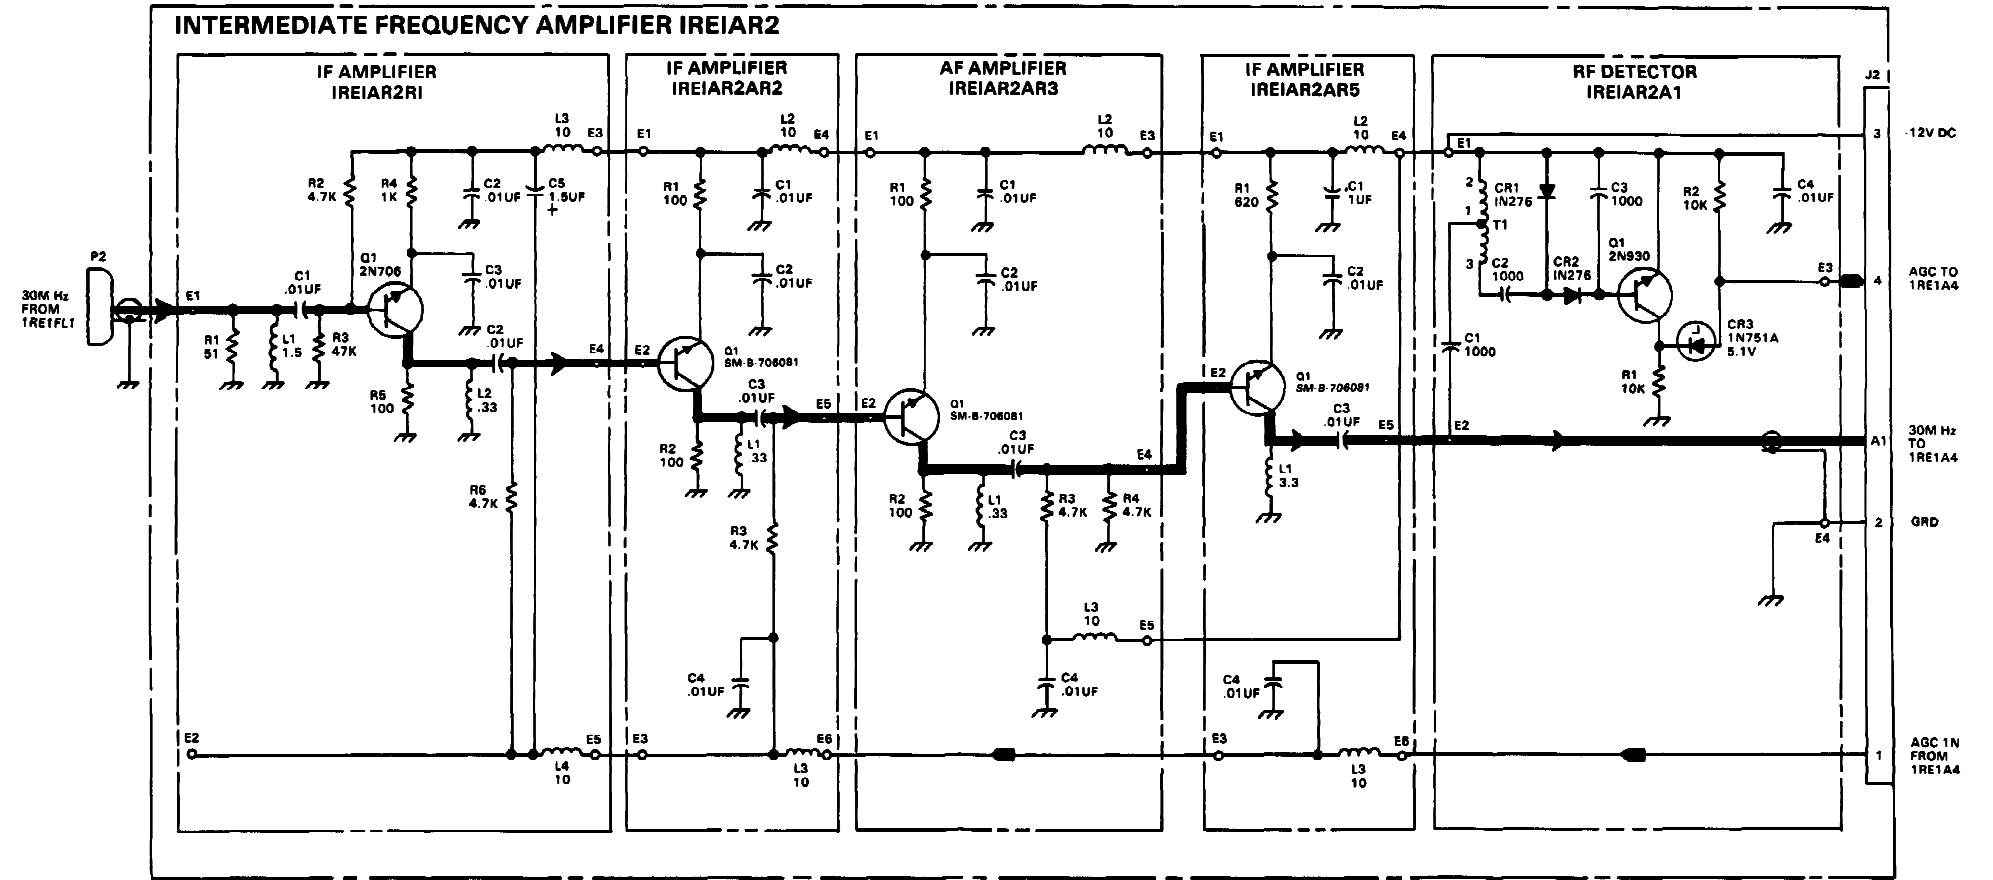 INTERMEDIATE FREQUENCY AMPLIFIER IREIAR2
IF AMPLIFIER
IREIAR2R1
IF AMPLIFIER
IREIAR2AR2
AF AMPLIFIER
IREIAR2AR3
IF AMPLIFIER
IREIAR2AR5
RF DETECTOR
IREIAR2A1
J2
P2
30M Hz
FROM
1RE1FL1
E1
R1
51
L1
1.5
C1
.01UF
R3
47K
R2
4.7K
R4
1K
Q1
2N706
C2
.01UF
C3
.01UF
C5
1.5UF
+
L3
10
E3
R5
100
L2
.33
C2
.01UF
E4
R6
4.7K
E2
L4
10
E5
E1
R1
100
L2
10
E4
C1
.01UF
C2
.01UF
E2
Q1
SM-B-706081
C3
.01UF
E5
R2
100
L1
.33
R3
4.7K
C4
.01UF
E3
L3
10
E6
E1
R1
100
L2
10
E3
C1
.01UF
C2
.01UF
E2
Q1
SM-B-706081
C3
.01UF
E4
R2
100
L1
.33
R3
4.7K
R4
4.7K
L3
10
E5
C4
.01UF
E1
R1
620
L2
10
E4
C1
1UF
C2
.01UF
E2
Q1
SM-B-706081
C3
.01UF
E5
L1
3.3
C4
.01UF
E3
L3
10
E6
E1
2
1
3
T1
CR1
IN276
C3
1000
R2
10K
C4
.01UF
C2
1000
CR2
IN276
Q1
2N930
E3
C1
1000
CR3
1N751A
5.1V
R1
10K
E2
E4
3
-12V DC
4
AGC TO
1RE1A4
A1
30M Hz
TO
1RE1A4
2
GRD
1
AGC 1N
FROM
1RE1A4